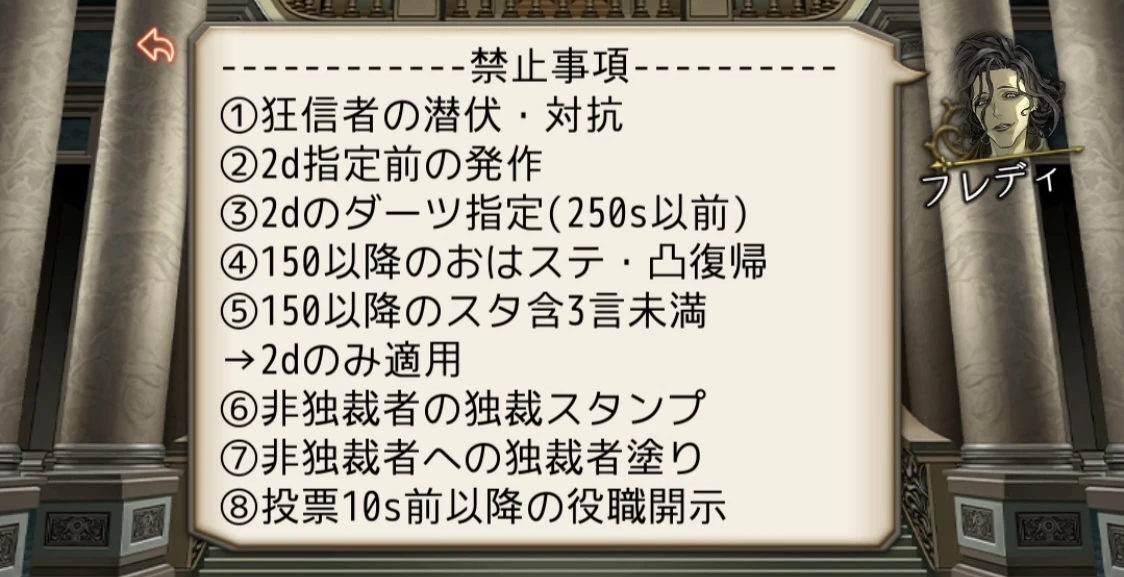 ------------禁止事項----------
①狂信者の潜伏・対抗
②2d指定前の発作
③2dのダーツ指定(250s以前)
④150以降のおはステ・凸復帰
⑤150以降のスタ含3言未満
→2dのみ適用
⑥非独裁者の独裁スタンプ
⑦非独裁者への独裁者塗り
⑧投票10s前以降の役職開示
フレディ